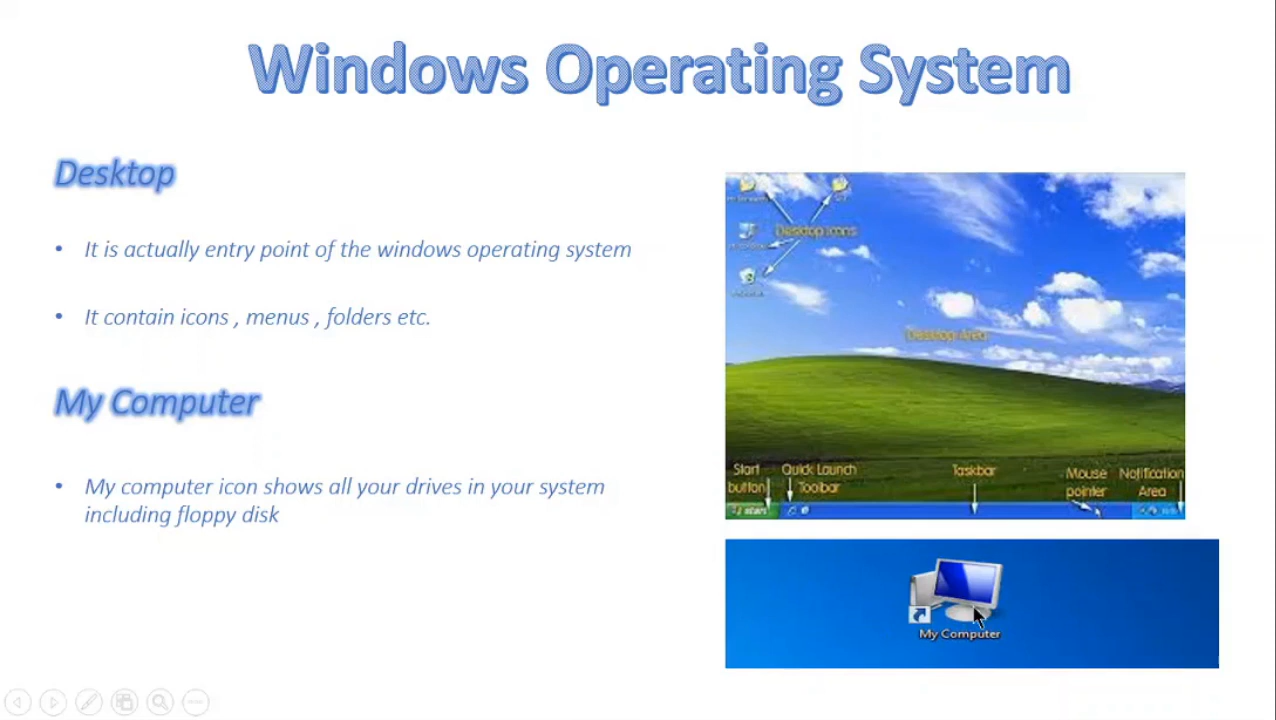 Windows Operating System
Desktop
• It is actually entry point of the windows operating system
• It contain icons , menus , folders etc.
My Computer
• My computer icon shows all your drives in your system
including floppy disk
Desktop Icons
Desktop Area
Start
button
Quick Launch
Toolbar
Taskbar
Mouse
pointer
Notification
Area
start
My Computer